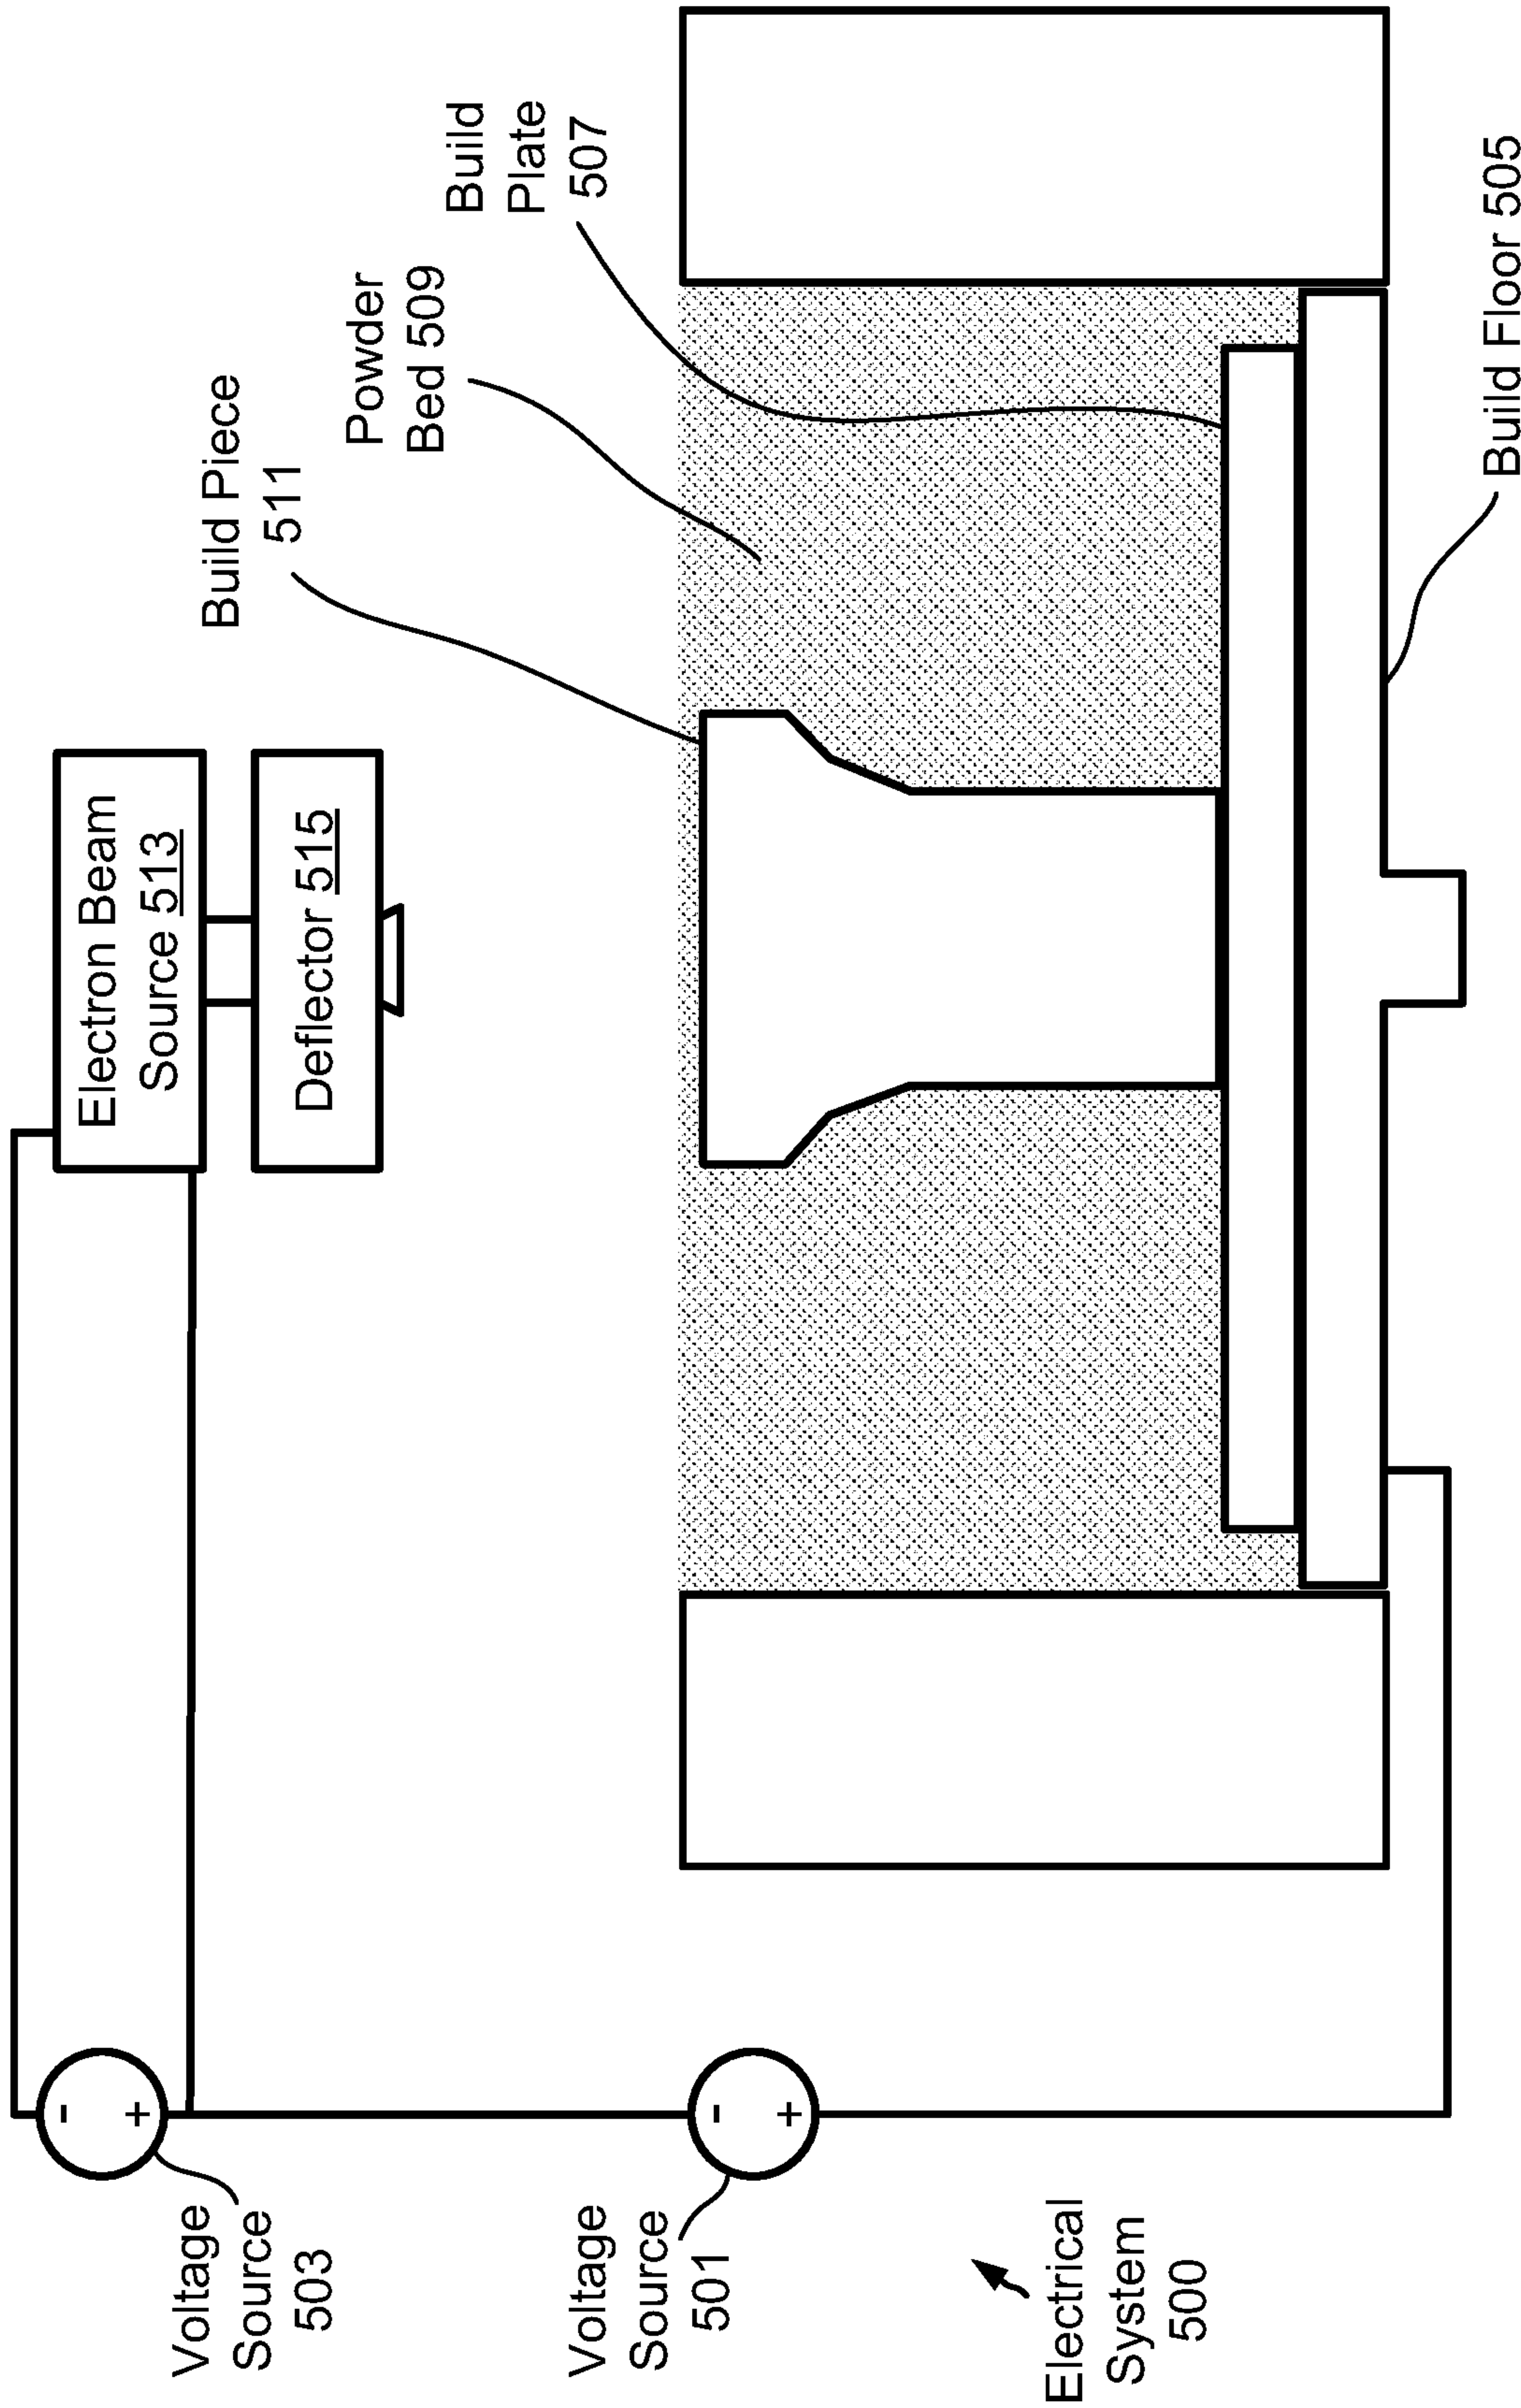 Voltage
Source
503
-
+
Electron Beam
Source 513
Deflector 515
Build Piece
511
Powder
Bed 509
Build
Plate
507
Voltage
Source
501
-
+
Electrical
System
500
Build Floor 505